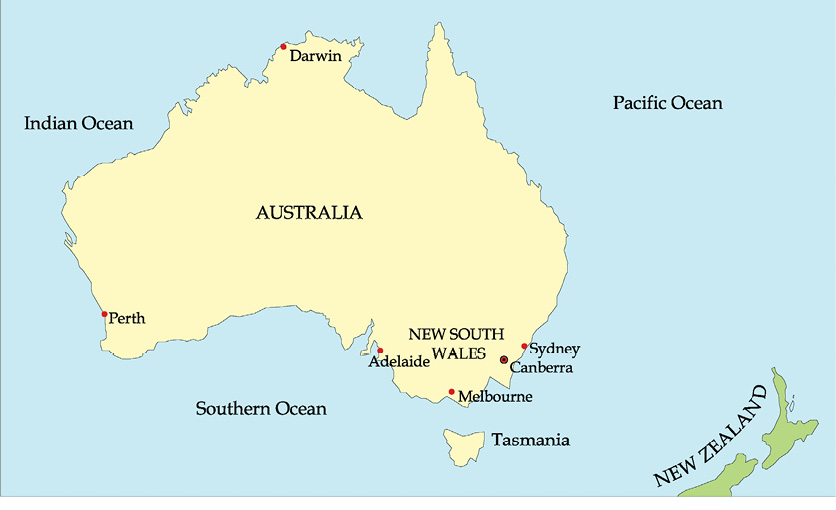 Darwin
Pacific Ocean
Indian Ocean
AUSTRALIA
Perth
NEW SOUTH
WALES
Sydney
Adelaide
Canberra
Melbourne
Southern Ocean
Tasmania
NEW ZEALAND